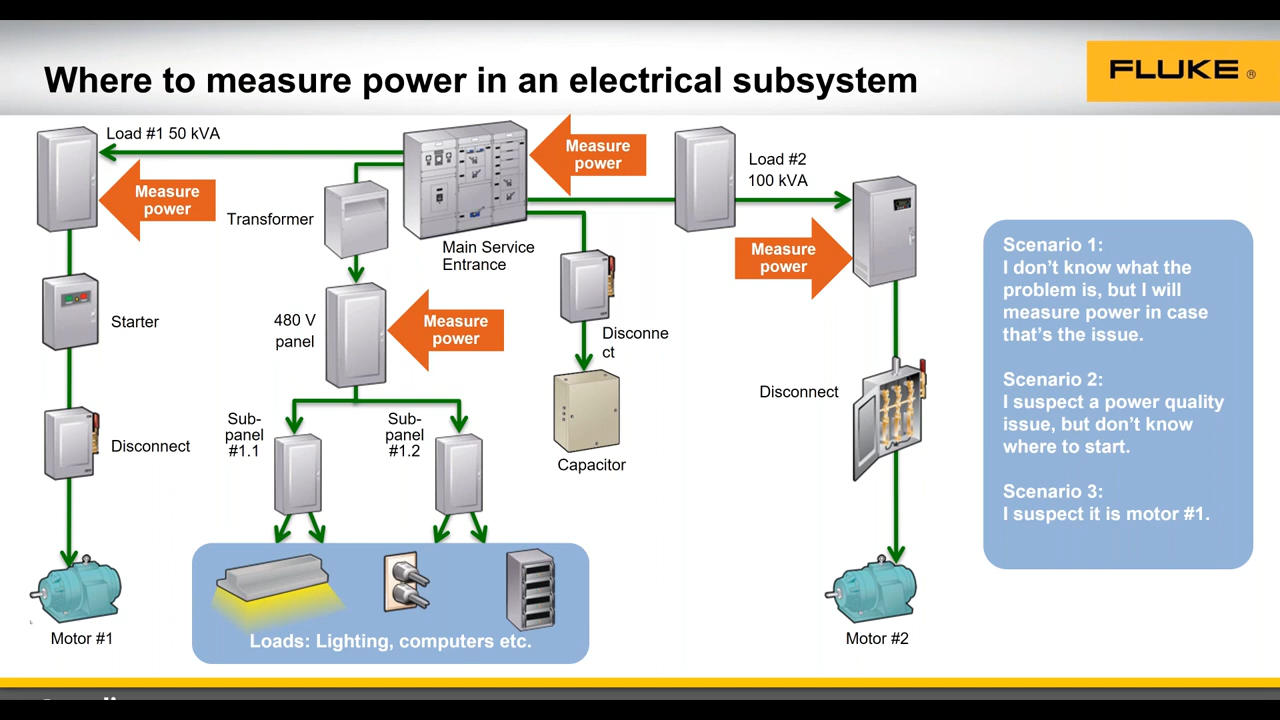 Where to measure power in an electrical subsystem
FLUKE ®
Load #1 50 kVA
Measure
power
Measure
power
Load #2
100 kVA
Transformer
Main Service
Entrance
Measure
power
Starter
480 V
panel
Measure
power
Disconne
ct
Disconnect
Disconnect
Sub-
panel
#1.1
Sub-
panel
#1.2
Capacitor
Motor #1
Loads: Lighting, computers etc.
Motor #2
Scenario 1:
I don’t know what the
problem is, but I will
measure power in case
that’s the issue.
Scenario 2:
I suspect a power quality
issue, but don’t know
where to start.
Scenario 3:
I suspect it is motor #1.